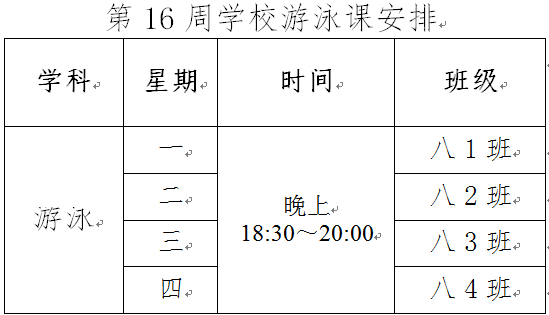 第 16 周学校游泳课安排
学科 星期 时间 班级
游泳
一 八 1 班
二 八 2 班
晚上
18:30～20:00
三 八 3 班
四 八 4 班